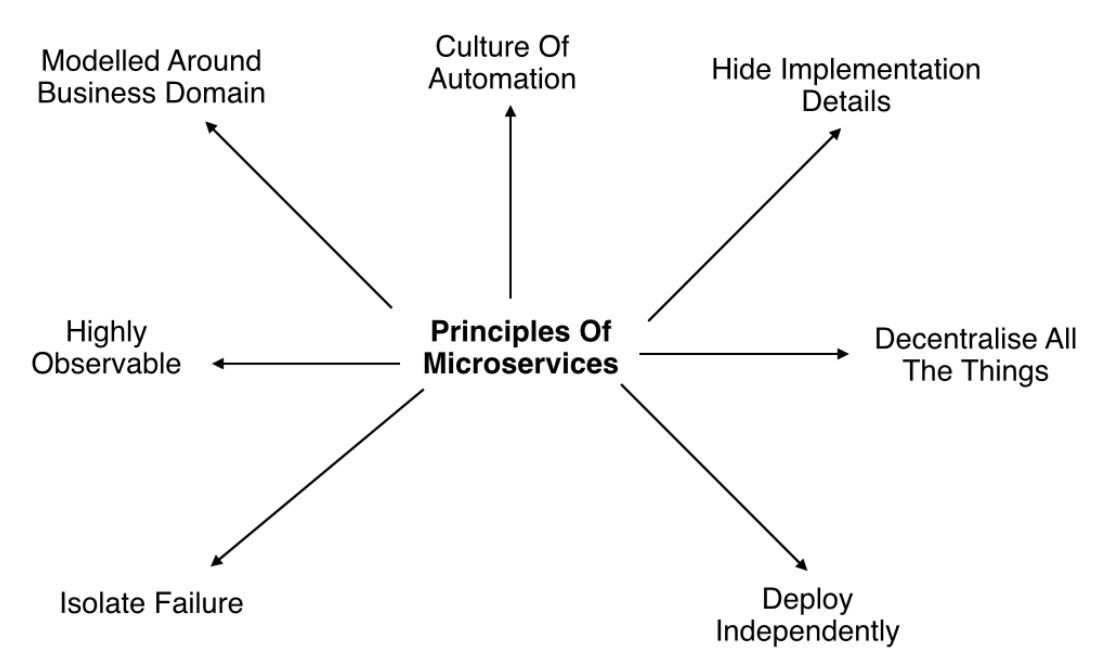 Modelled Around
Business Domain
Culture Of
Automation
Hide Implementation
Details
Highly
Observable
Principles Of
Microservices
Decentralise All
The Things
Isolate Failure
Deploy
Independently